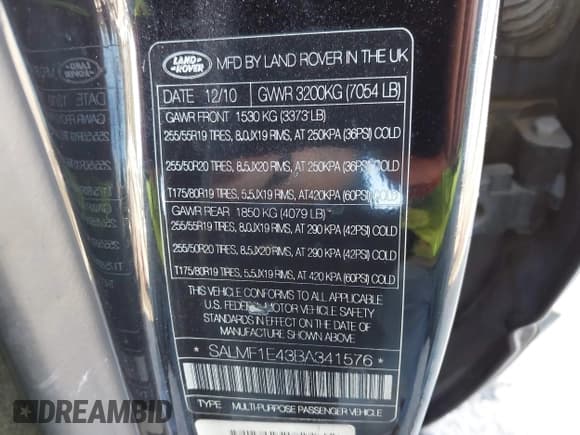 LAND
ROVER
MFD BY LAND ROVER IN THE UK
DATE 12/10 GVWR 3200KG (7054 LB)
GAWR FRONT 1530 KG (3373 LB)
255/55R19 TIRES, 8.0JX19 RIMS, AT 250KPA (36PSI) COLD
255/50R20 TIRES, 8.5JX20 RIMS, AT 250KPA (36PSI) COLD
T175/80R19 TIRES, 5.5JX19 RIMS, AT 420KPA (60PSI) COLD
GAWR REAR 1850 KG (4079 LB)
255/55R19 TIRES, 8.0JX19 RIMS, AT 290 KPA (42PSI) COLD
255/50R20 TIRES, 8.5JX20 RIMS, AT 290 KPA (42PSI) COLD
T175/80R19 TIRES, 5.5JX19 RIMS, AT 420 KPA (60PSI) COLD
THIS VEHICLE CONFORMS TO ALL APPLICABLE
U.S. FEDERAL MOTOR VEHICLE SAFETY
STANDARDS IN EFFECT ON THE DATE OF
MANUFACTURE SHOWN ABOVE
* SALMF1E43BA341576 *
TYPE MULTI-PURPOSE PASSENGER VEHICLE
DREAMBID